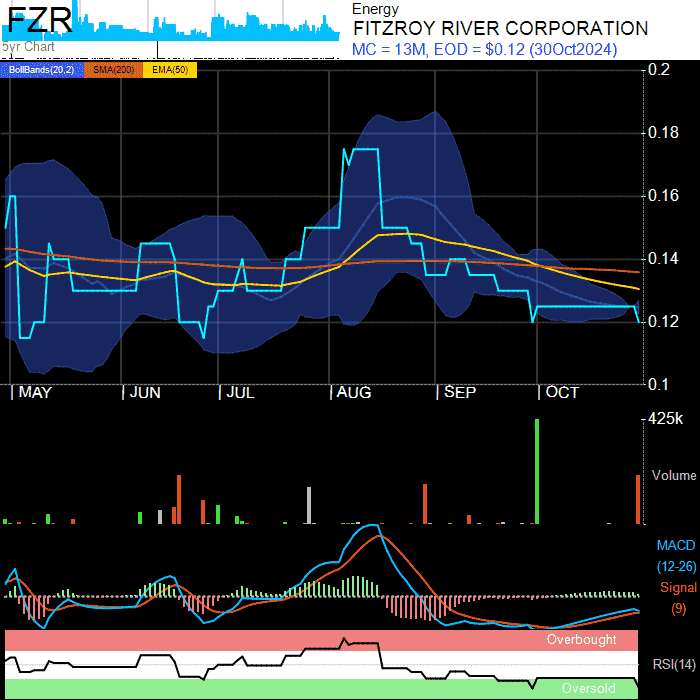 FZR
5yr Chart
Energy
FITZROY RIVER CORPORATION
MC = 13M, EOD = $0.12 (30Oct2024)
BollBands(20,2) SMA(200) EMA(50)
0.2
0.18
0.16
0.14
0.12
0.1
MAY JUN JUL AUG SEP OCT
425k
Volume
MACD
(12-26)
Signal
(9)
Overbought
RSI(14)
Oversold